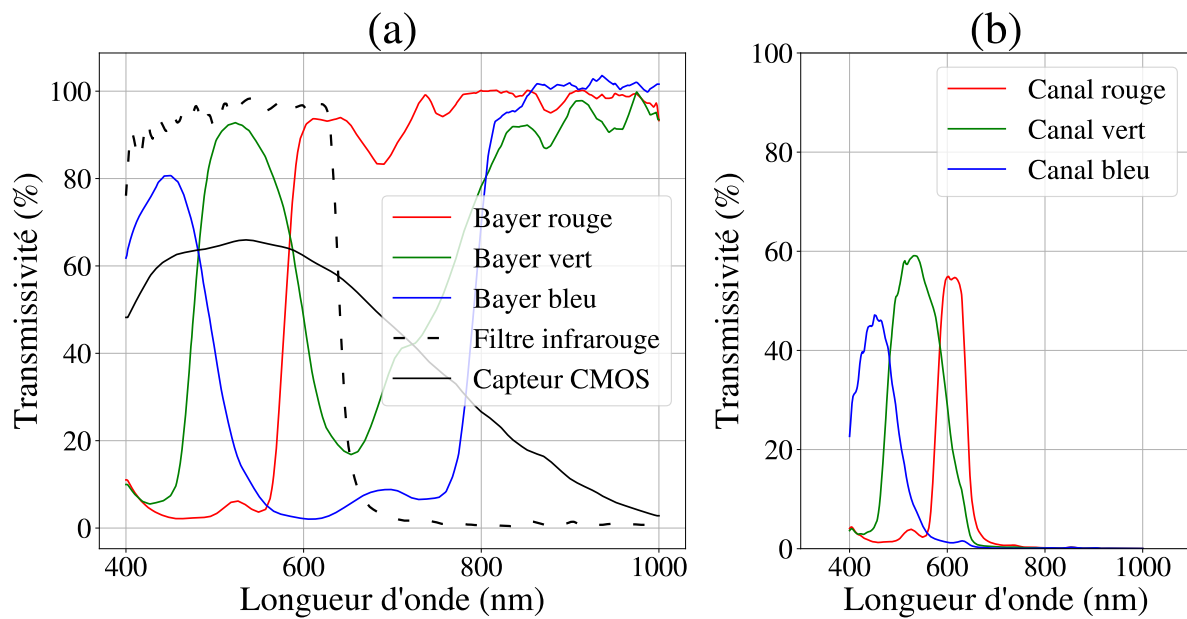 (a)
Transmissivité (%)
100
80
60
40
20
0
Bayer rouge
Bayer vert
Bayer bleu
Filtre infrarouge
Capteur CMOS
400
600
800
1000
Longueur d'onde (nm)
(b)
Transmissivité (%)
100
80
60
40
20
0
Canal rouge
Canal vert
Canal bleu
400
600
800
1000
Longueur d'onde (nm)